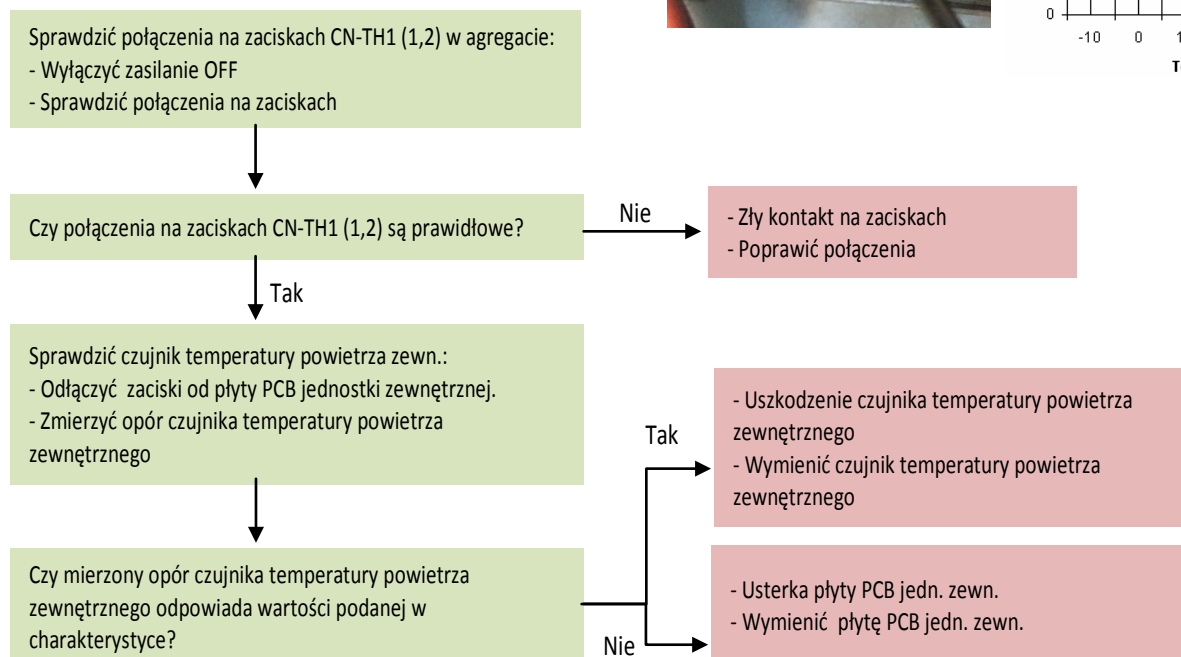 0
-10 0 1
T
Sprawdzić połączenia na zaciskach CN-TH1 (1,2) w agregacie:
- Wyłączyć zasilanie OFF
- Sprawdzić połączenia na zaciskach
Czy połączenia na zaciskach CN-TH1 (1,2) są prawidłowe?
Nie
- Zły kontakt na zaciskach
- Poprawić połączenia
Tak
Sprawdzić czujnik temperatury powietrza zewn.:
- Odłączyć zaciski od płyty PCB jednostki zewnętrznej.
- Zmierzyć opór czujnika temperatury powietrza
zewnętrznego
Tak
- Uszkodzenie czujnika temperatury powietrza
zewnętrznego
- Wymienić czujnik temperatury powietrza
zewnętrznego
Czy mierzony opór czujnika temperatury powietrza
zewnętrznego odpowiada wartości podanej w
charakterystyce?
Nie
- Usterka płyty PCB jedn. zewn.
- Wymienić płytę PCB jedn. zewn.